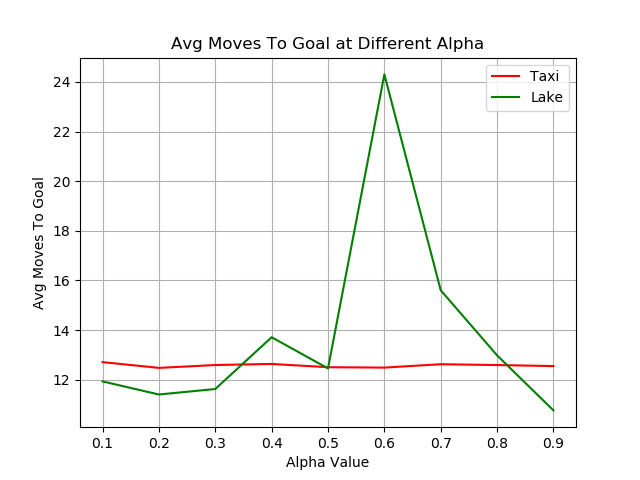 Avg Moves To Goal at Different Alpha
Taxi
Lake
Avg Moves To Goal
24
22
20
18
16
14
12
0.1 0.2 0.3 0.4 0.5 0.6 0.7 0.8 0.9
Alpha Value